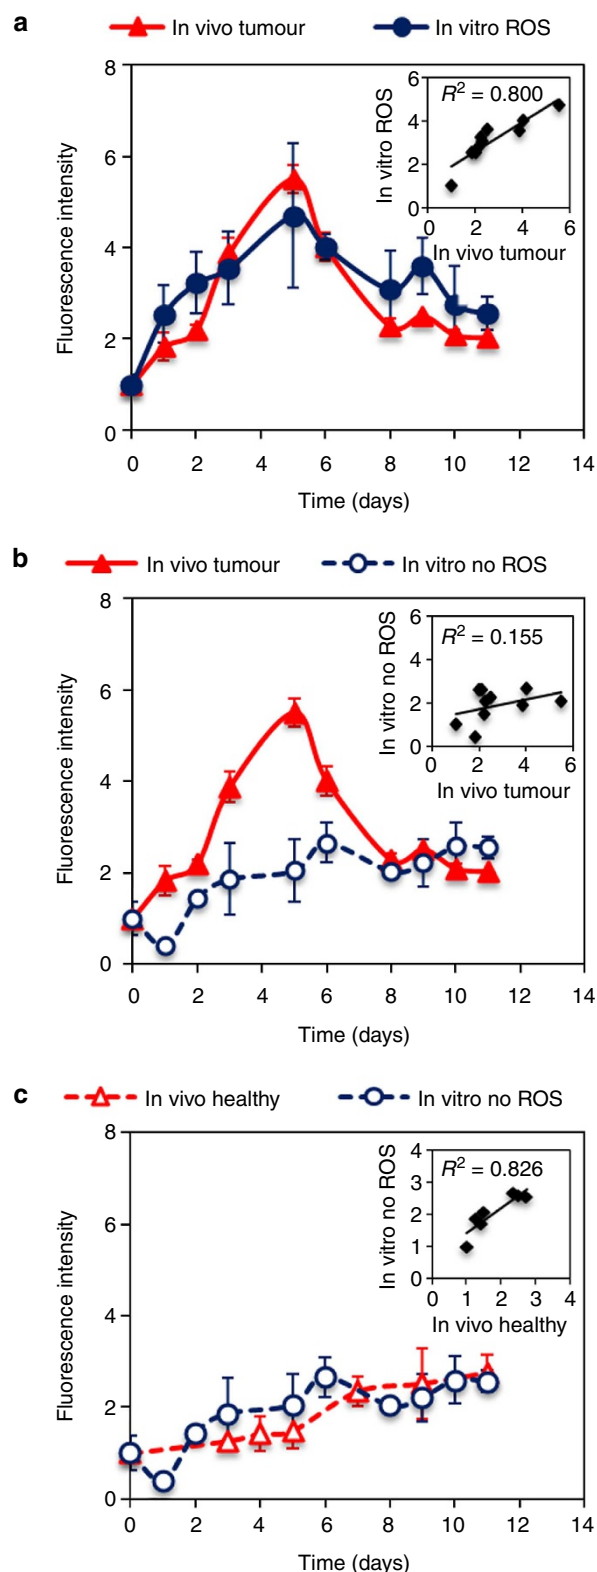 a
In vivo tumour In vitro ROS
8
6
4
2
0
Fluorescence intensity
0 2 4 6 8 10 12 14
Time (days)
R² = 0.800
6
4
2
0
In vitro ROS
0 2 4 6
In vivo tumour
b
In vivo tumour In vitro no ROS
8
6
4
2
0
Fluorescence intensity
0 2 4 6 8 10 12 14
Time (days)
R² = 0.155
6
4
2
0
In vitro no ROS
0 2 4 6
In vivo tumour
c
In vivo healthy In vitro no ROS
8
6
4
2
0
Fluorescence intensity
0 2 4 6 8 10 12 14
Time (days)
R² = 0.826
4
3
2
1
0
In vitro no ROS
0 1 2 3 4
In vivo healthy